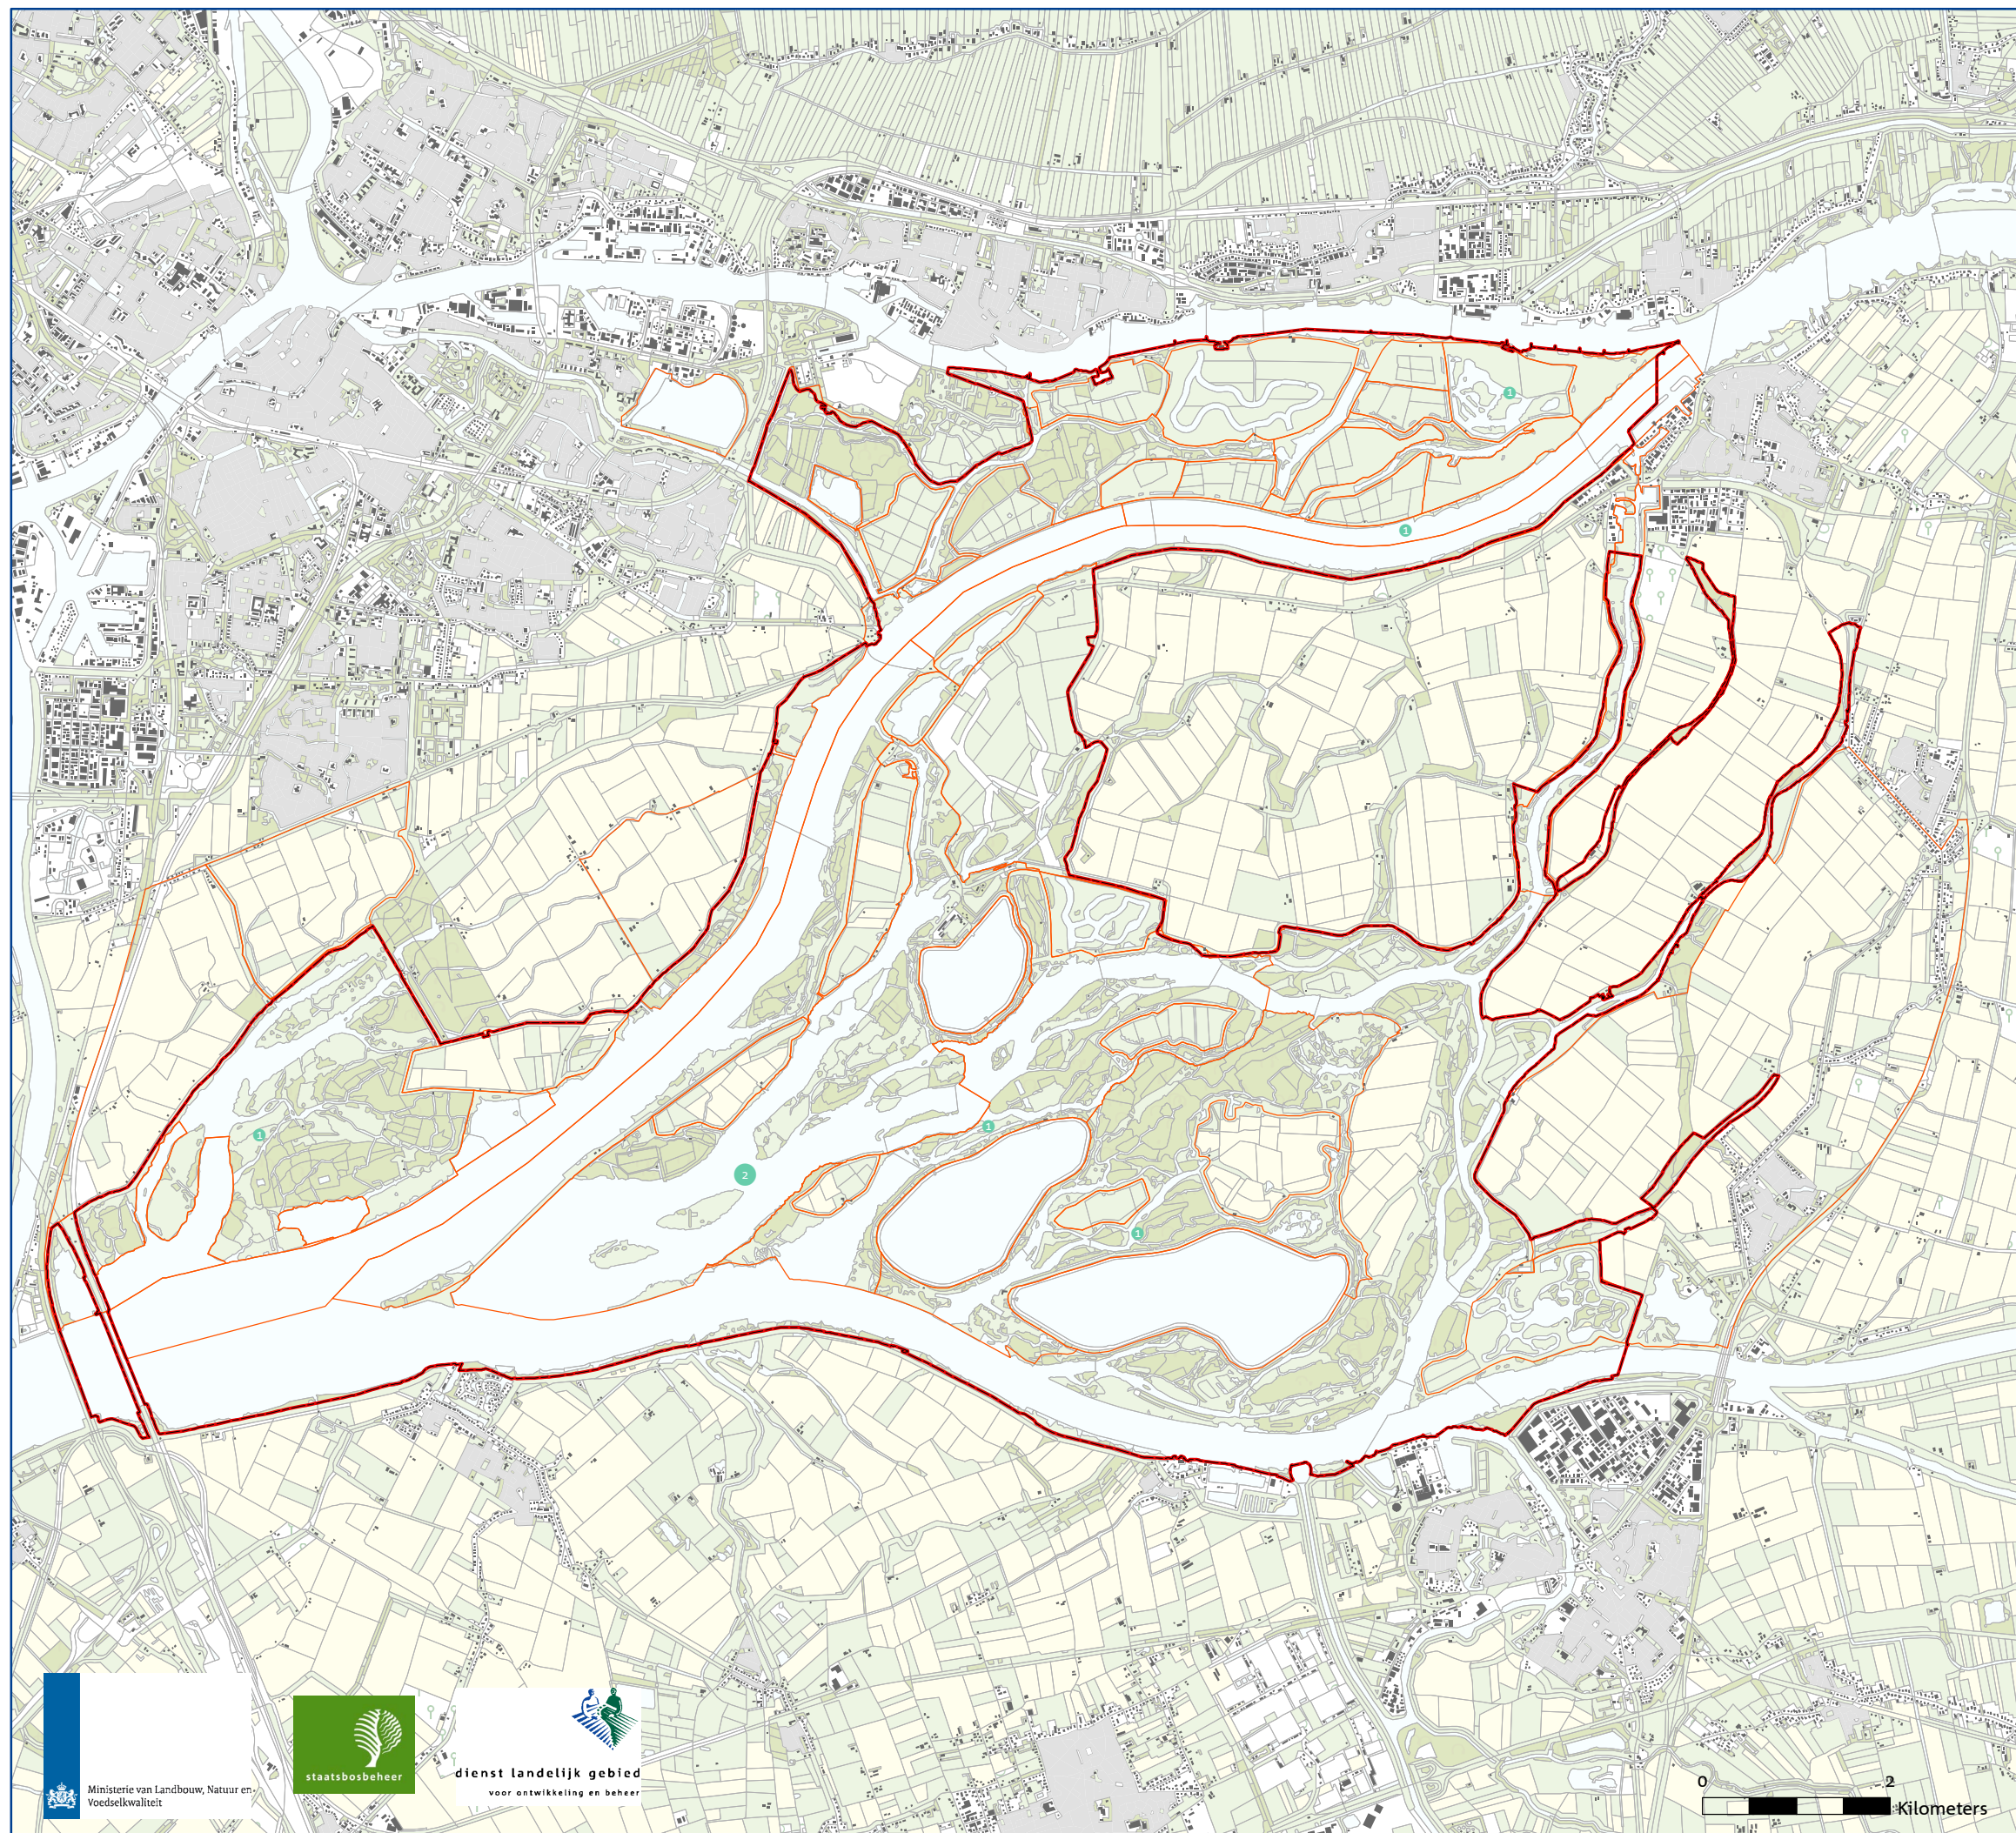 1
1
1
1
2
1
Ministerie van Landbouw, Natuur en
Voedselkwaliteit
staatsbosbeheer
dienst landelijk gebied
voor ontwikkeling en beheer
0 2
Kilometers